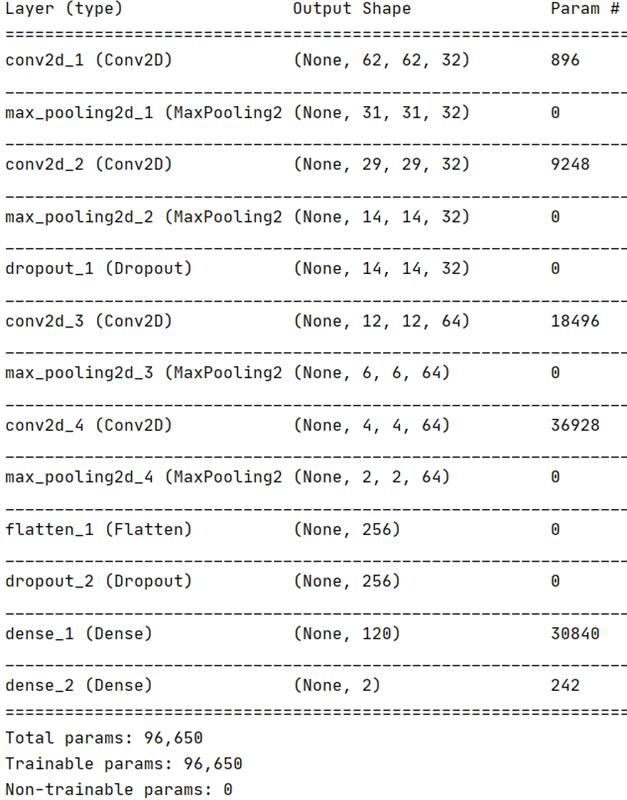 Layer (type) Output Shape Param #
=================================================================
conv2d_1 (Conv2D) (None, 62, 62, 32) 896
_________________________________________________________________
max_pooling2d_1 (MaxPooling2 (None, 31, 31, 32) 0
_________________________________________________________________
conv2d_2 (Conv2D) (None, 29, 29, 32) 9248
_________________________________________________________________
max_pooling2d_2 (MaxPooling2 (None, 14, 14, 32) 0
_________________________________________________________________
dropout_1 (Dropout) (None, 14, 14, 32) 0
_________________________________________________________________
conv2d_3 (Conv2D) (None, 12, 12, 64) 18496
_________________________________________________________________
max_pooling2d_3 (MaxPooling2 (None, 6, 6, 64) 0
_________________________________________________________________
conv2d_4 (Conv2D) (None, 4, 4, 64) 36928
_________________________________________________________________
max_pooling2d_4 (MaxPooling2 (None, 2, 2, 64) 0
_________________________________________________________________
flatten_1 (Flatten) (None, 256) 0
_________________________________________________________________
dropout_2 (Dropout) (None, 256) 0
_________________________________________________________________
dense_1 (Dense) (None, 120) 30840
_________________________________________________________________
dense_2 (Dense) (None, 2) 242
=================================================================
Total params: 96,650
Trainable params: 96,650
Non-trainable params: 0